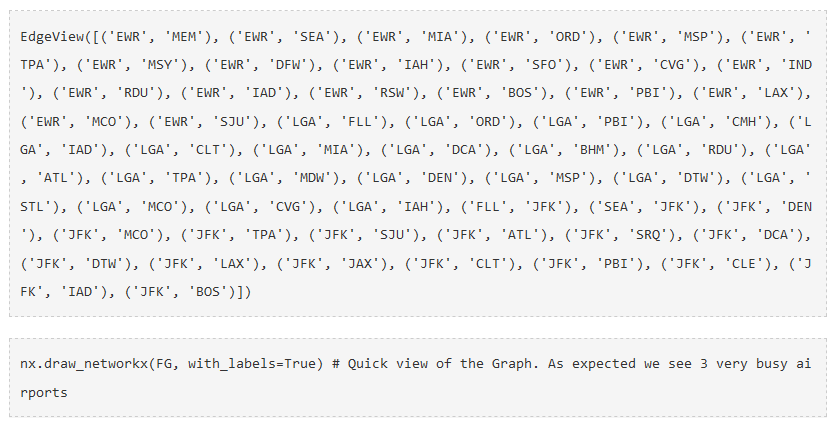 EdgeView([('EWR', 'MEM'), ('EWR', 'SEA'), ('EWR', 'MIA'), ('EWR', 'ORD'), ('EWR', 'MSP'), ('EWR', '
TPA'), ('EWR', 'MSY'), ('EWR', 'DFW'), ('EWR', 'IAH'), ('EWR', 'SFO'), ('EWR', 'CVG'), ('EWR', 'IND
'), ('EWR', 'RDU'), ('EWR', 'IAD'), ('EWR', 'RSW'), ('EWR', 'BOS'), ('EWR', 'PBI'), ('EWR', 'LAX'),
('EWR', 'MCO'), ('EWR', 'SJU'), ('LGA', 'FLL'), ('LGA', 'ORD'), ('LGA', 'PBI'), ('LGA', 'CMH'), ('L
GA', 'IAD'), ('LGA', 'CLT'), ('LGA', 'MIA'), ('LGA', 'DCA'), ('LGA', 'BHM'), ('LGA', 'RDU'), ('LGA'
, 'ATL'), ('LGA', 'TPA'), ('LGA', 'MDW'), ('LGA', 'DEN'), ('LGA', 'MSP'), ('LGA', 'DTW'), ('LGA', '
STL'), ('LGA', 'MCO'), ('LGA', 'CVG'), ('LGA', 'IAH'), ('FLL', 'JFK'), ('SEA', 'JFK'), ('JFK', 'DEN
'), ('JFK', 'MCO'), ('JFK', 'TPA'), ('JFK', 'SJU'), ('JFK', 'ATL'), ('JFK', 'SRQ'), ('JFK', 'DCA'),
('JFK', 'DTW'), ('JFK', 'LAX'), ('JFK', 'JAX'), ('JFK', 'CLT'), ('JFK', 'PBI'), ('JFK', 'CLE'), ('J
FK', 'IAD'), ('JFK', 'BOS')])
nx.draw_networkx(FG, with_labels=True) # Quick view of the Graph. As expected we see 3 very busy ai
rports